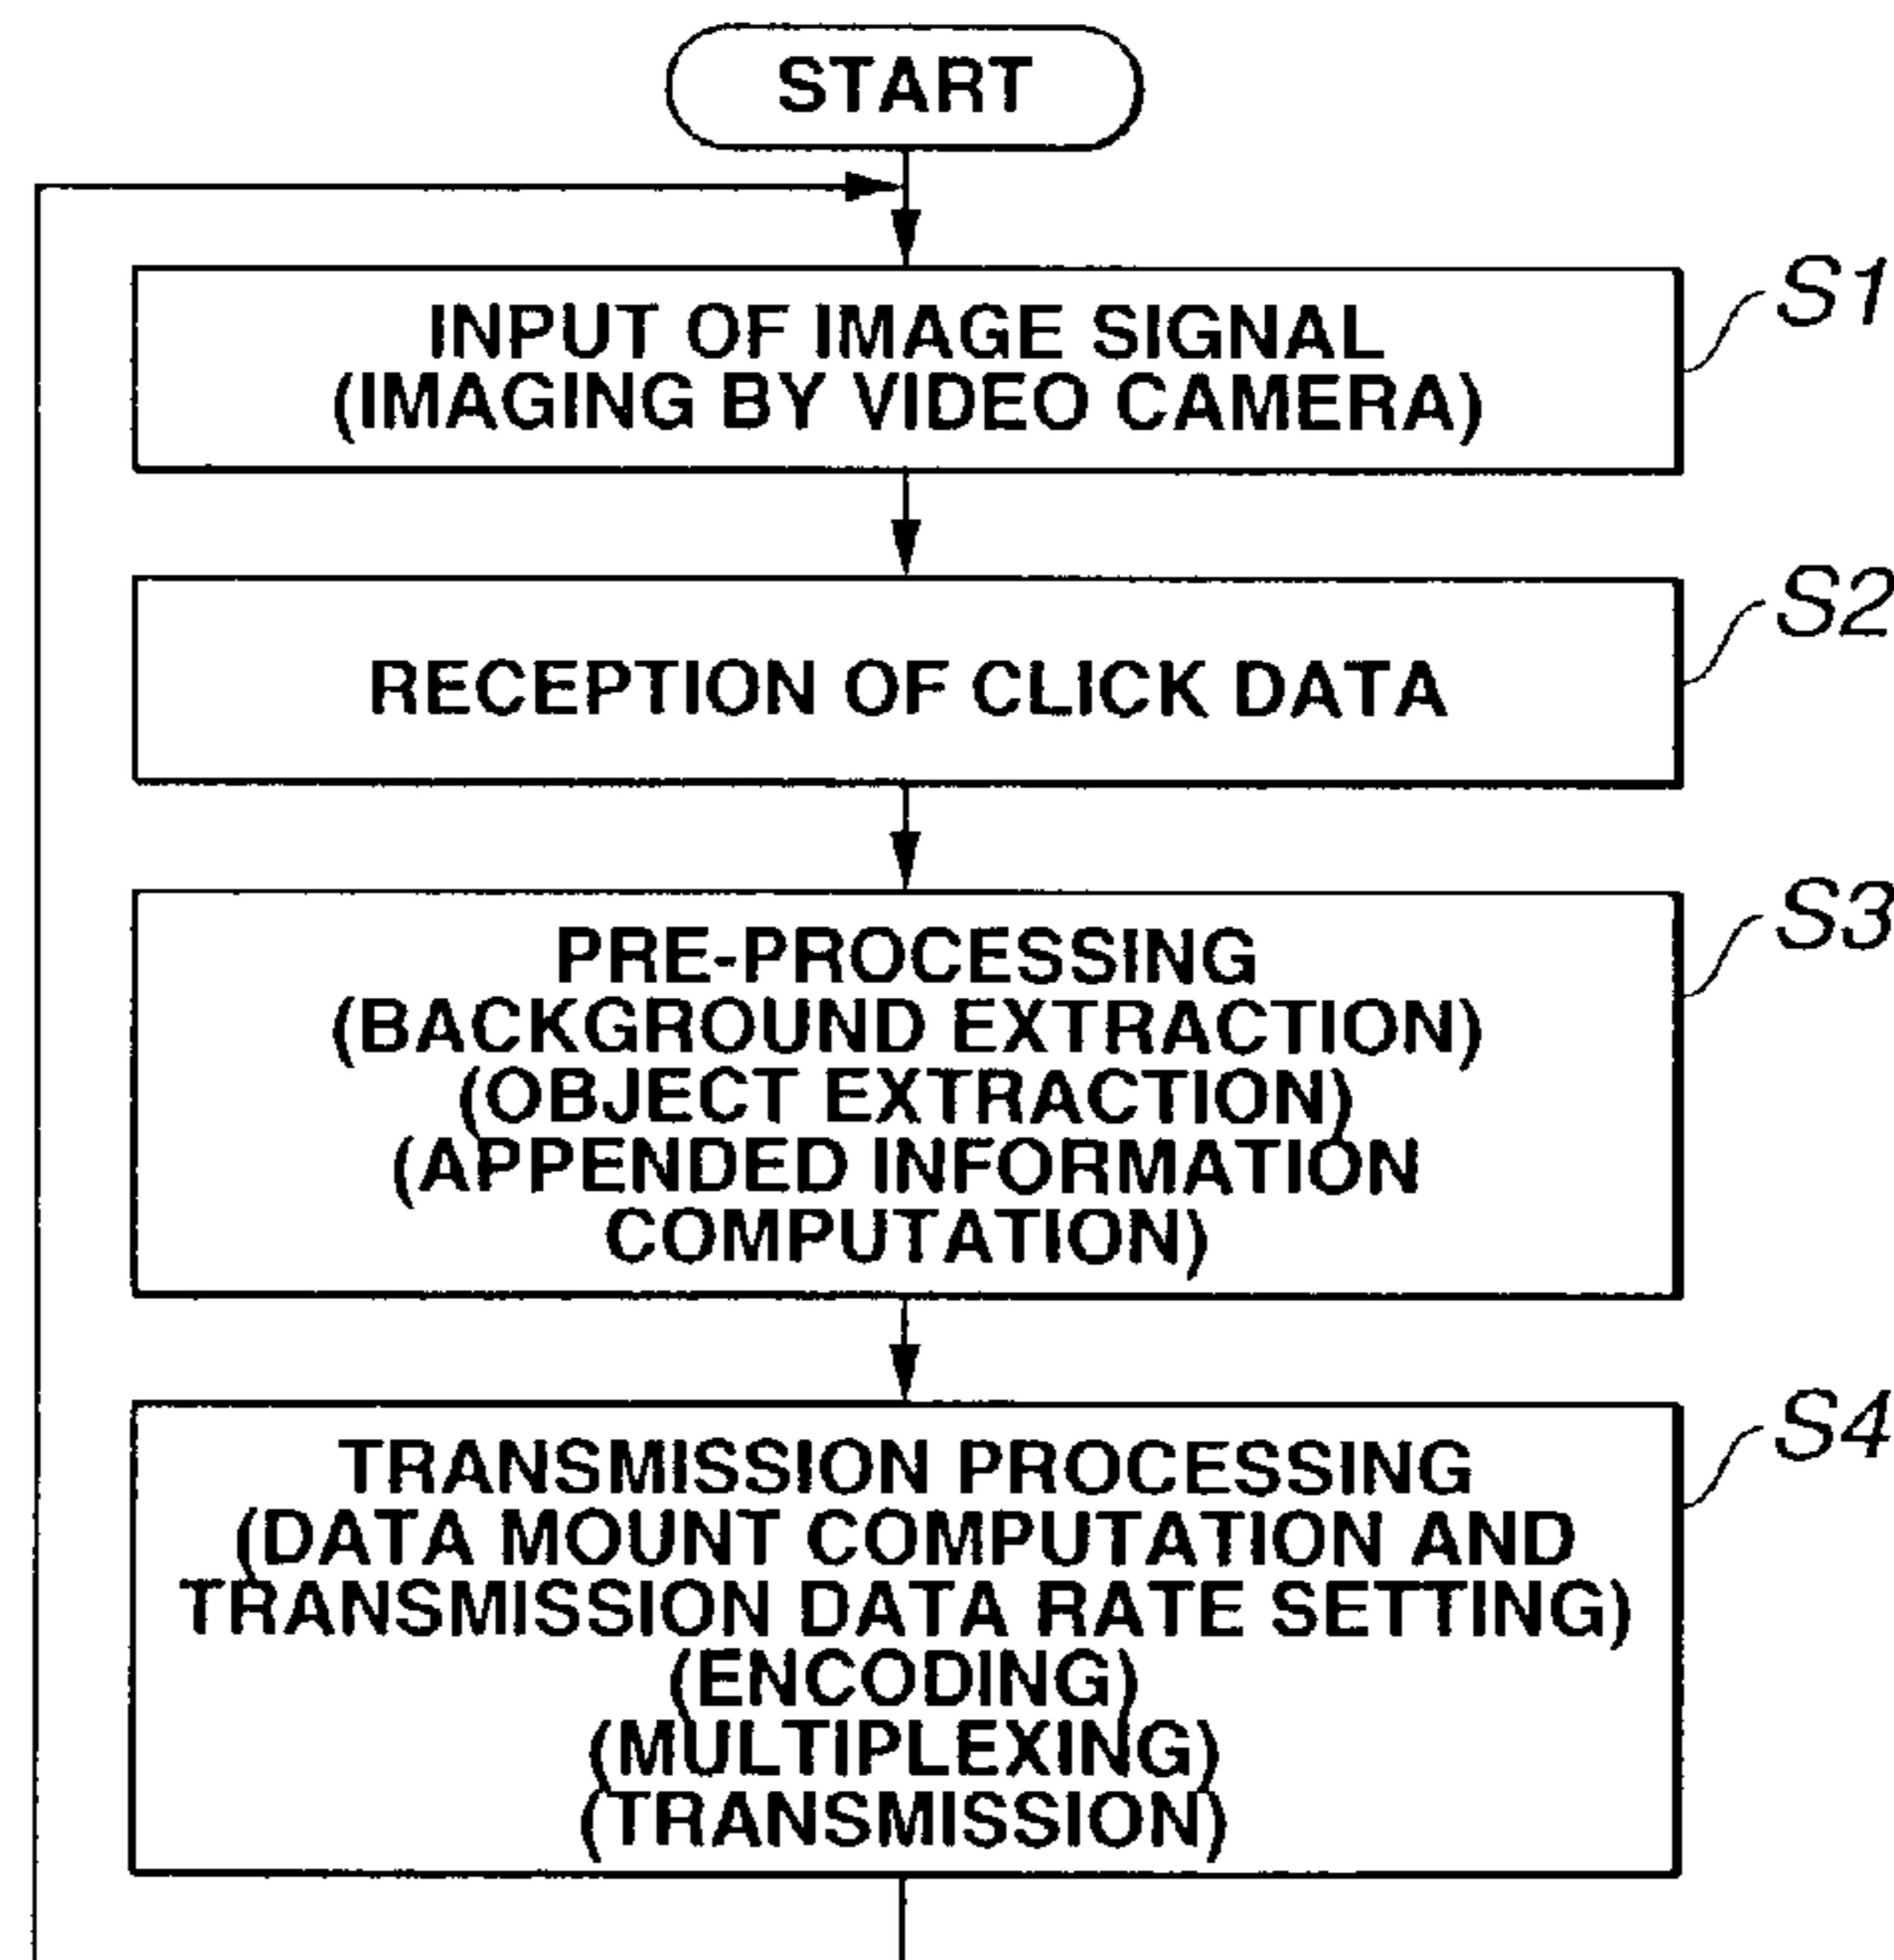 START
INPUT OF IMAGE SIGNAL
(IMAGING BY VIDEO CAMERA)
S1
RECEPTION OF CLICK DATA
S2
PRE-PROCESSING
(BACKGROUND EXTRACTION)
(OBJECT EXTRACTION)
(APPENDED INFORMATION
COMPUTATION)
S3
TRANSMISSION PROCESSING
(DATA MOUNT COMPUTATION AND
TRANSMISSION DATA RATE SETTING)
(ENCODING)
(MULTIPLEXING)
(TRANSMISSION)
S4